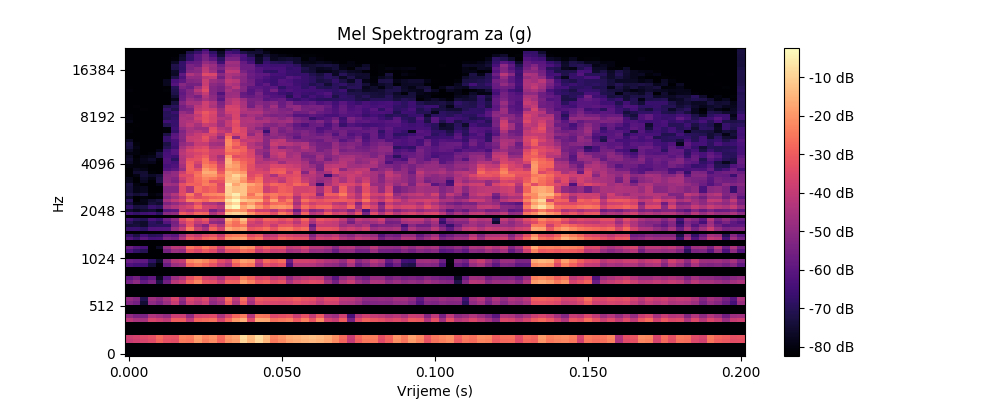 Mel Spektrogram za (g)
Hz
16384
8192
4096
2048
1024
512
0
0.000 0.050 0.100 0.150 0.200
Vrijeme (s)
-10 dB
-20 dB
-30 dB
-40 dB
-50 dB
-60 dB
-70 dB
-80 dB